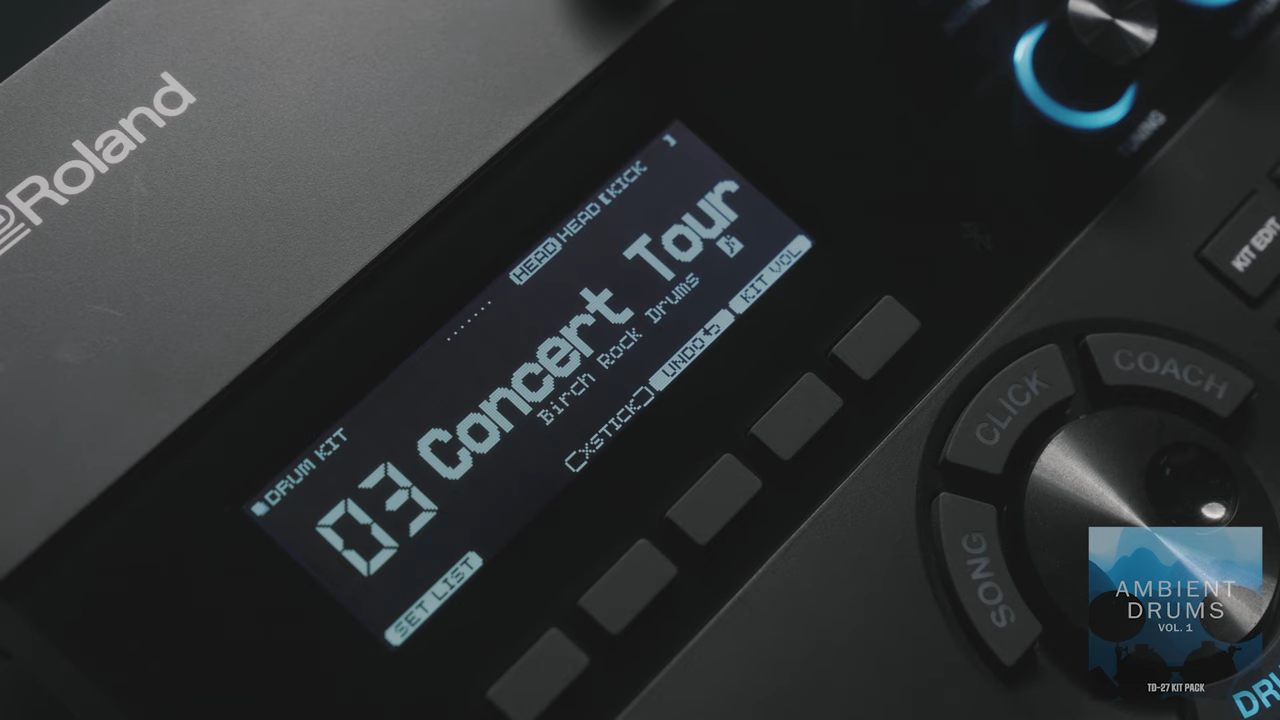 Roland
DRUM KIT
HEAD HEAD [KICK ]
03 Concert Tour
Birch Rock Drums
SET LIST
XSTICK
UNDO
KIT VOL
KIT EDIT
CLICK
COACH
SONG
AMBIENT
DRUMS
VOL. 1
TD-27 KIT PACK